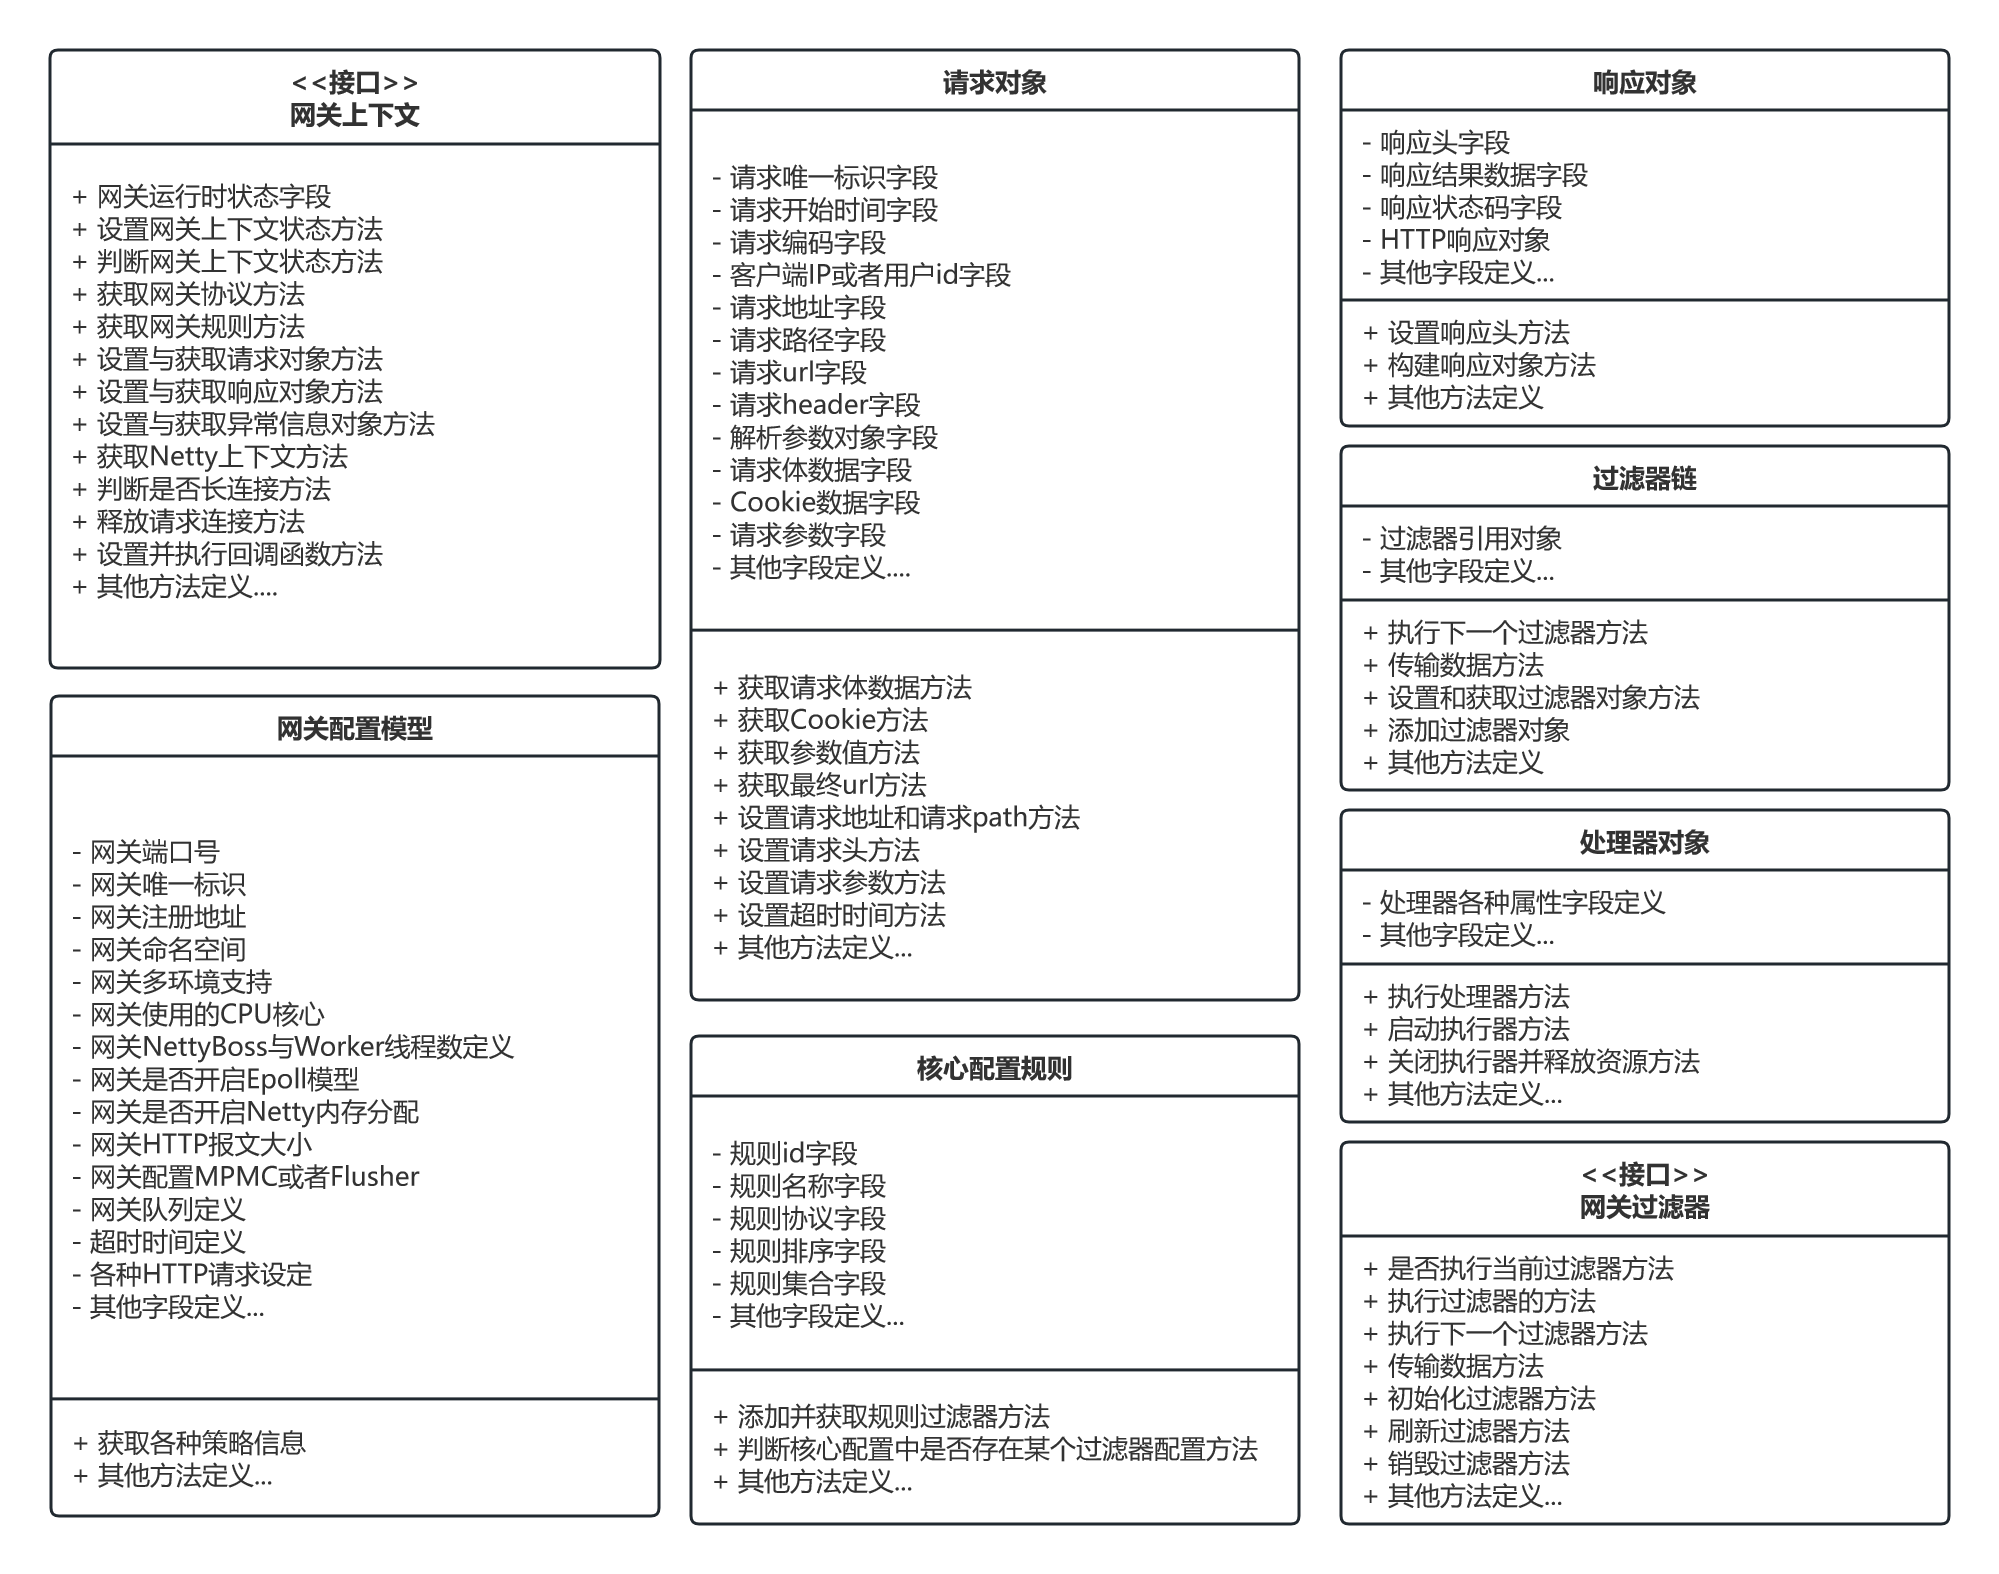 <<接口>>
网关上下文
+ 网关运行时状态字段
+ 设置网关上下文状态方法
+ 判断网关上下文状态方法
+ 获取网关协议方法
+ 获取网关规则方法
+ 设置与获取请求对象方法
+ 设置与获取响应对象方法
+ 设置与获取异常信息对象方法
+ 获取Netty上下文方法
+ 判断是否长连接方法
+ 释放请求连接方法
+ 设置并执行回调函数方法
+ 其他方法定义....
网关配置模型
- 网关端口号
- 网关唯一标识
- 网关注册地址
- 网关命名空间
- 网关多环境支持
- 网关使用的CPU核心
- 网关NettyBoss与Worker线程数定义
- 网关是否开启Epoll模型
- 网关是否开启Netty内存分配
- 网关HTTP报文大小
- 网关配置MPMC或者Flusher
- 网关队列定义
- 超时时间定义
- 各种HTTP请求设定
- 其他字段定义...
+ 获取各种策略信息
+ 其他方法定义...
请求对象
- 请求唯一标识字段
- 请求开始时间字段
- 请求编码字段
- 客户端IP或者用户id字段
- 请求地址字段
- 请求路径字段
- 请求url字段
- 请求header字段
- 解析参数对象字段
- 请求体数据字段
- Cookie数据字段
- 请求参数字段
- 其他字段定义....
+ 获取请求体数据方法
+ 获取Cookie方法
+ 获取参数值方法
+ 获取最终url方法
+ 设置请求地址和请求path方法
+ 设置请求头方法
+ 设置请求参数方法
+ 设置超时时间方法
+ 其他方法定义...
核心配置规则
- 规则id字段
- 规则名称字段
- 规则协议字段
- 规则排序字段
- 规则集合字段
- 其他字段定义...
+ 添加并获取规则过滤器方法
+ 判断核心配置中是否存在某个过滤器配置方法
+ 其他方法定义...
响应对象
- 响应头字段
- 响应结果数据字段
- 响应状态码字段
- HTTP响应对象
- 其他字段定义...
+ 设置响应头方法
+ 构建响应对象方法
+ 其他方法定义
过滤器链
- 过滤器引用对象
- 其他字段定义...
+ 执行下一个过滤器方法
+ 传输数据方法
+ 设置和获取过滤器对象方法
+ 添加过滤器对象
+ 其他方法定义
处理器对象
- 处理器各种属性字段定义
- 其他字段定义...
+ 执行处理器方法
+ 启动执行器方法
+ 关闭执行器并释放资源方法
+ 其他方法定义...
<<接口>>
网关过滤器
+ 是否执行当前过滤器方法
+ 执行过滤器的方法
+ 执行下一个过滤器方法
+ 传输数据方法
+ 初始化过滤器方法
+ 刷新过滤器方法
+ 销毁过滤器方法
+ 其他方法定义...